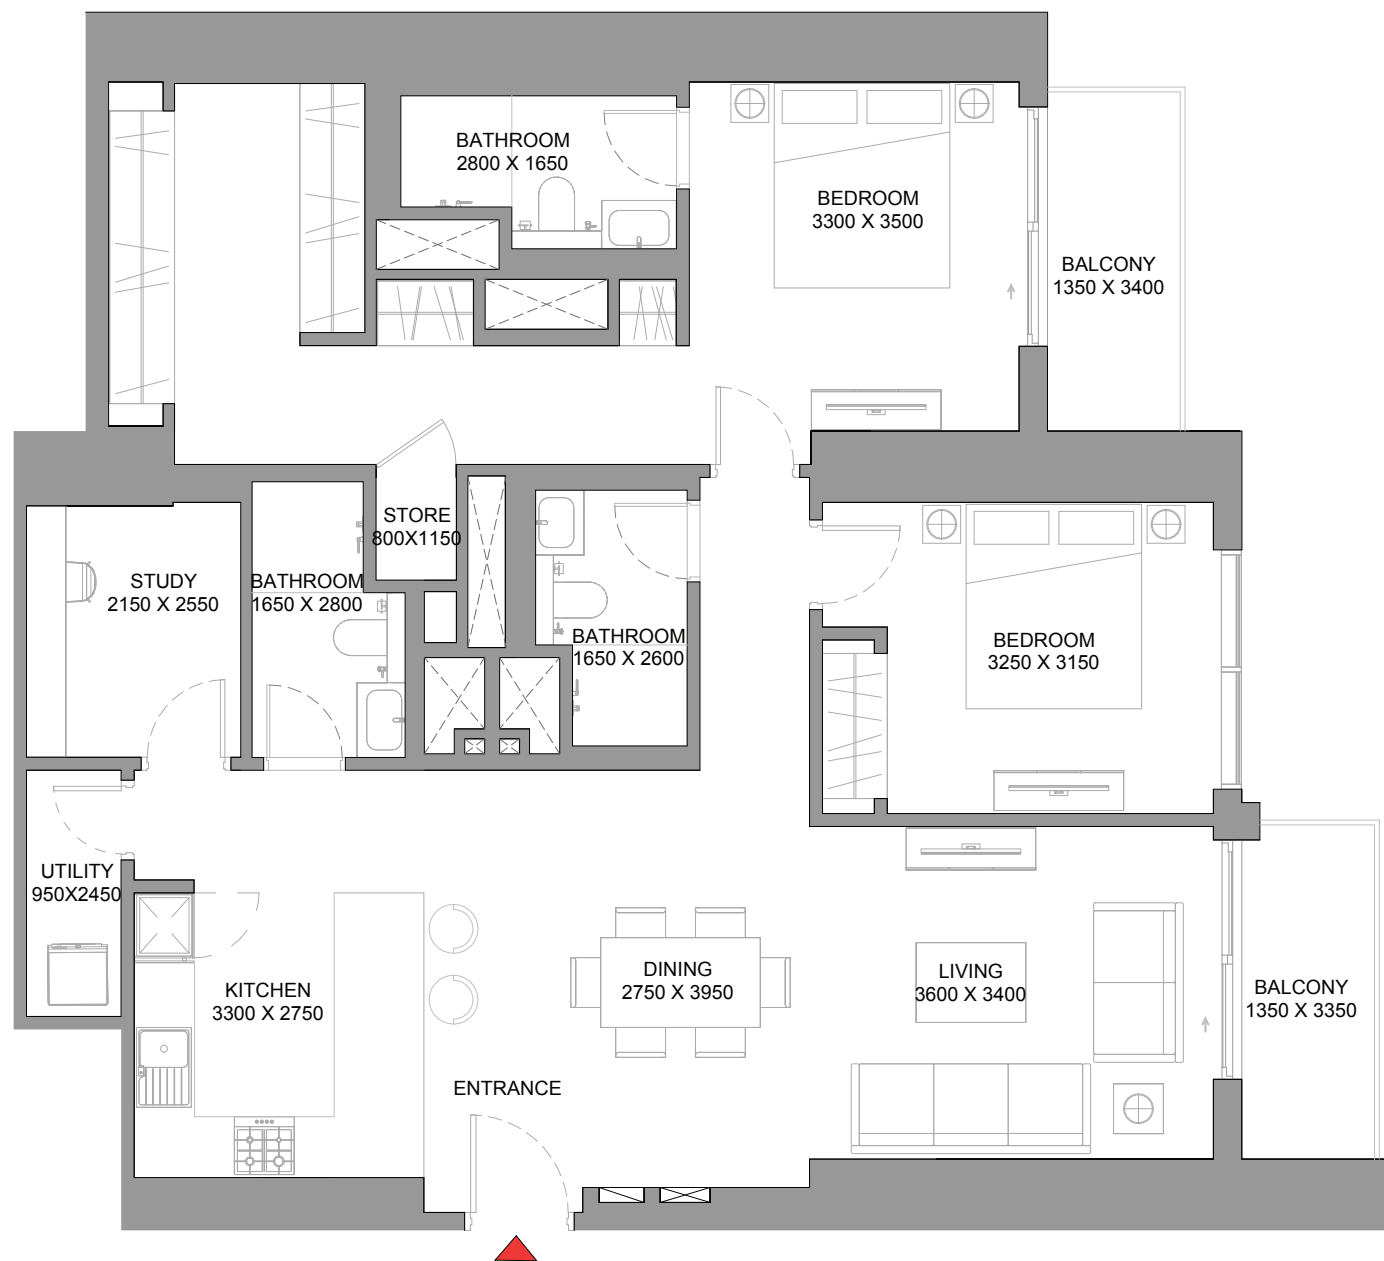 BATHROOM
2800 X 1650
BEDROOM
3300 X 3500
BALCONY
1350 X 3400
STORE
800X1150
STUDY
2150 X 2550
BATHROOM
1650 X 2800
BATHROOM
1650 X 2600
BEDROOM
3250 X 3150
UTILITY
950X2450
KITCHEN
3300 X 2750
DINING
2750 X 3950
LIVING
3600 X 3400
BALCONY
1350 X 3350
ENTRANCE